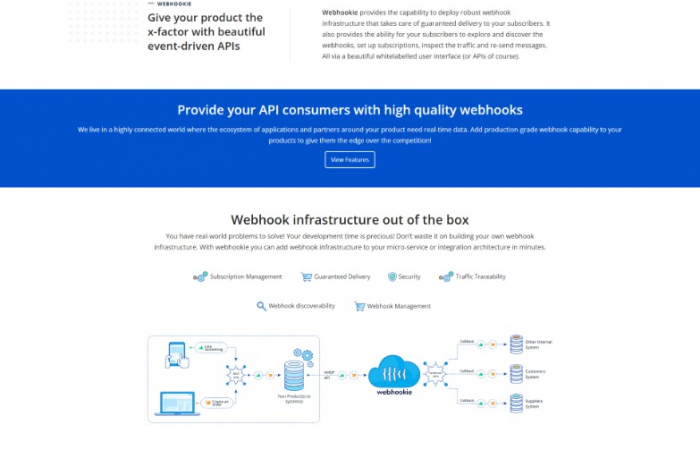 WEBHOOKIE
Give your product the
x-factor with beautiful
event-driven APIs
Webhookie provides the capability to deploy robust webhook
infrastructure that takes care of guaranteed delivery to your subscribers. It
also provides the ability for your subscribers to explore and discover the
webhooks, set up subscriptions, inspect the traffic and re-send messages.
All via a beautiful whitelabelled user interface (or APIs of course).
Provide your API consumers with high quality webhooks
We live in a highly connected world where the ecosystem of applications and partners around your product need real time data. Add production-grade webhook capability to your
products to give them the edge over the competition!
View Features
Webhook infrastructure out of the box
You have real-world problems to solve! Your development time is precious! Don't waste it on building your own webhook
infrastructure. With webhookie you can add webhook infrastructure to your micro-service or integration architecture in minutes.
Subscription Management
Guaranteed Delivery
Security
Traffic Traceability
Webhook discoverability
Webhook Management
Your Product(s) or
System(s)
webhookie
Callback
Other Internal
System
Callback
Customers
System
Callback
Suppliers
System